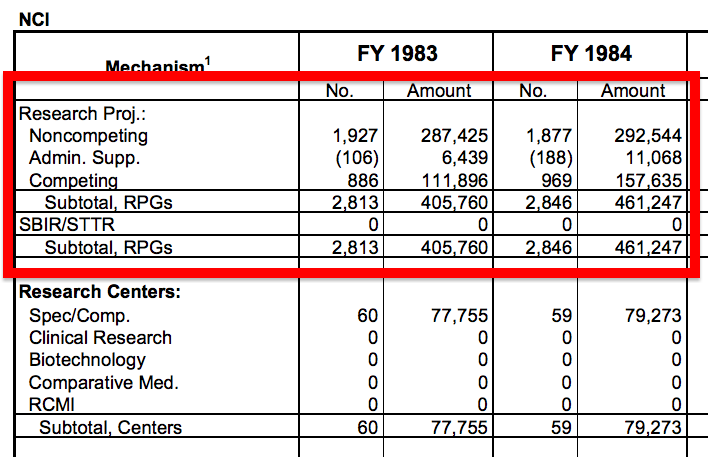 NCI
Mechanism1 FY 1983 FY 1984
No. Amount No. Amount
Research Proj.:
Noncompeting 1,927 287,425 1,877 292,544
Admin. Supp. (106) 6,439 (188) 11,068
Competing 886 111,896 969 157,635
Subtotal, RPGs 2,813 405,760 2,846 461,247
SBIR/STTR 0 0 0 0
Subtotal, RPGs 2,813 405,760 2,846 461,247
Research Centers:
Spec/Comp. 60 77,755 59 79,273
Clinical Research 0 0 0 0
Biotechnology 0 0 0 0
Comparative Med. 0 0 0 0
RCMI 0 0 0 0
Subtotal, Centers 60 77,755 59 79,273